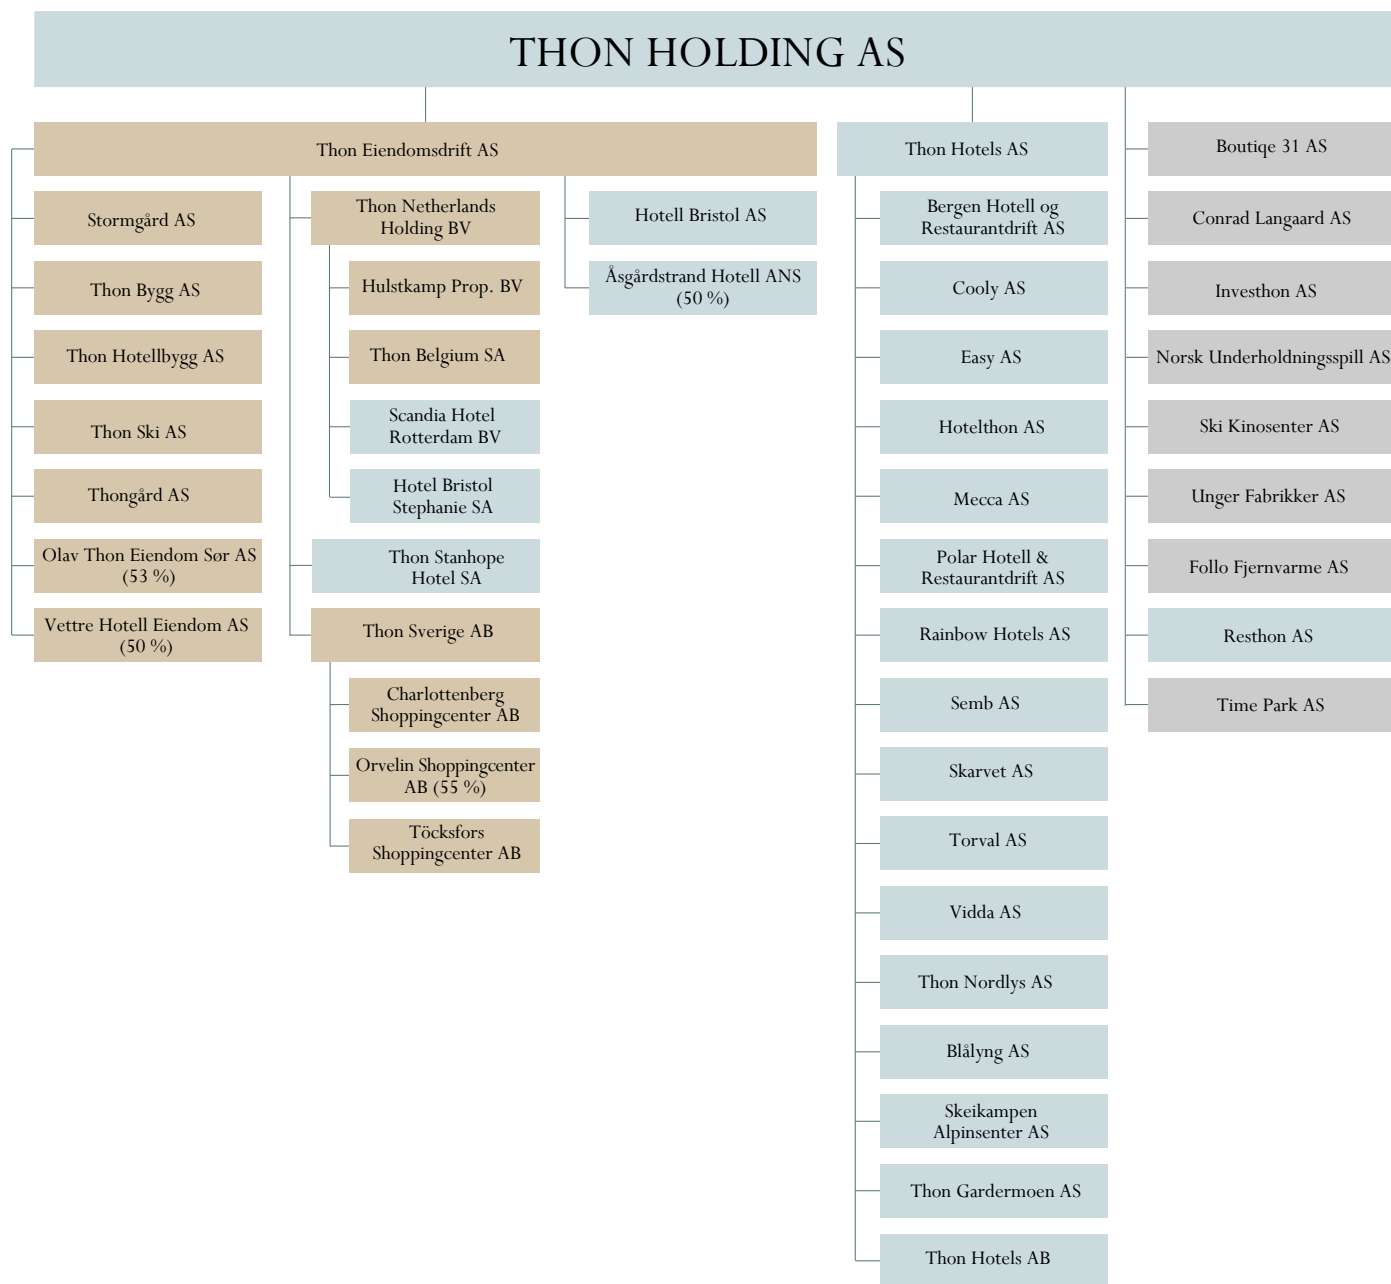 THON HOLDING AS
Thon Eiendomsdrift AS
Stormgård AS
Thon Bygg AS
Thon Hotellbygg AS
Thon Ski AS
Thongård AS
Olav Thon Eiendom Sør AS
(53 %)
Vettre Hotell Eiendom AS
(50 %)
Thon Netherlands
Holding BV
Hulstkamp Prop. BV
Thon Belgium SA
Scandia Hotel
Rotterdam BV
Hotel Bristol
Stephanie SA
Thon Stanhope
Hotel SA
Thon Sverige AB
Charlottenberg
Shoppingcenter AB
Orvelin Shoppingcenter
AB (55 %)
Töcksfors
Shoppingcenter AB
Hotell Bristol AS
Åsgårdstrand Hotell ANS
(50 %)
Thon Hotels AS
Bergen Hotell og
Restaurantdrift AS
Cooly AS
Easy AS
Hotelthon AS
Mecca AS
Polar Hotell &
Restaurantdrift AS
Rainbow Hotels AS
Semb AS
Skarvet AS
Torval AS
Vidda AS
Thon Nordlys AS
Blålyng AS
Skeikampen
Alpinsenter AS
Thon Gardermoen AS
Thon Hotels AB
Boutiqe 31 AS
Conrad Langaard AS
Investhon AS
Norsk Underholdningsspill AS
Ski Kinosenter AS
Unger Fabrikker AS
Follo Fjernvarme AS
Resthon AS
Time Park AS